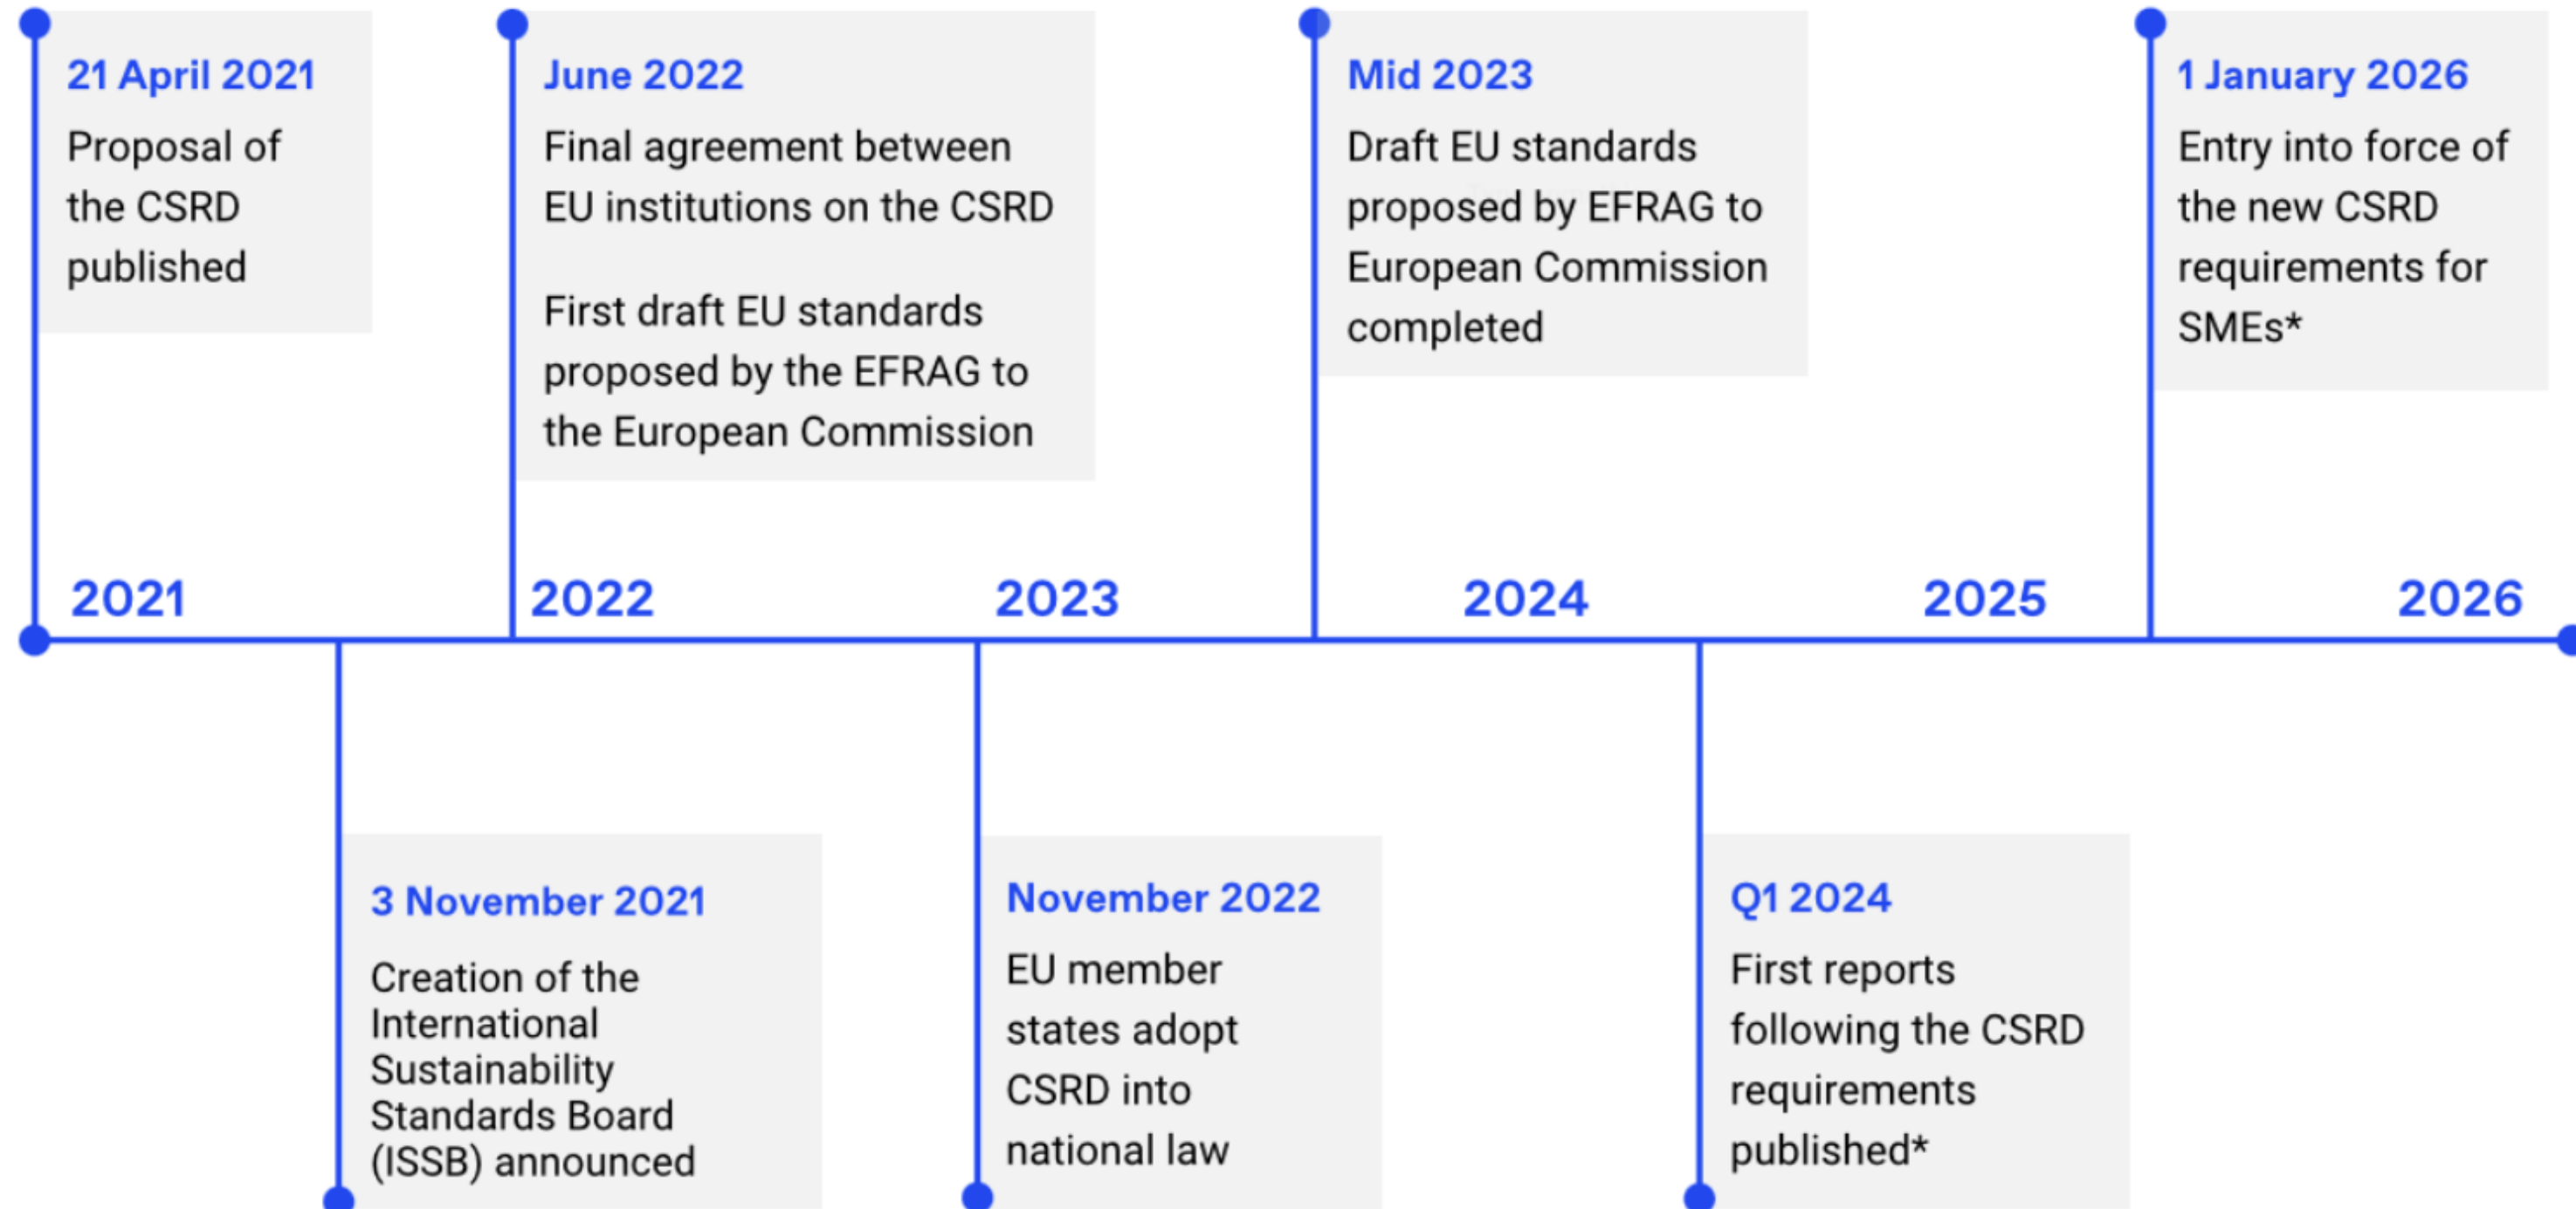 21 April 2021
Proposal of
the CSRD
published
June 2022
Final agreement between
EU institutions on the CSRD
First draft EU standards
proposed by the EFRAG to
the European Commission
Mid 2023
Draft EU standards
proposed by EFRAG to
European Commission
completed
1 January 2026
Entry into force of
the new CSRD
requirements for
SMEs*
2021
2022
2023
2024
2025
2026
3 November 2021
Creation of the
International
Sustainability
Standards Board
(ISSB) announced
November 2022
EU member
states adopt
CSRD into
national law
Q1 2024
First reports
following the CSRD
requirements
published*